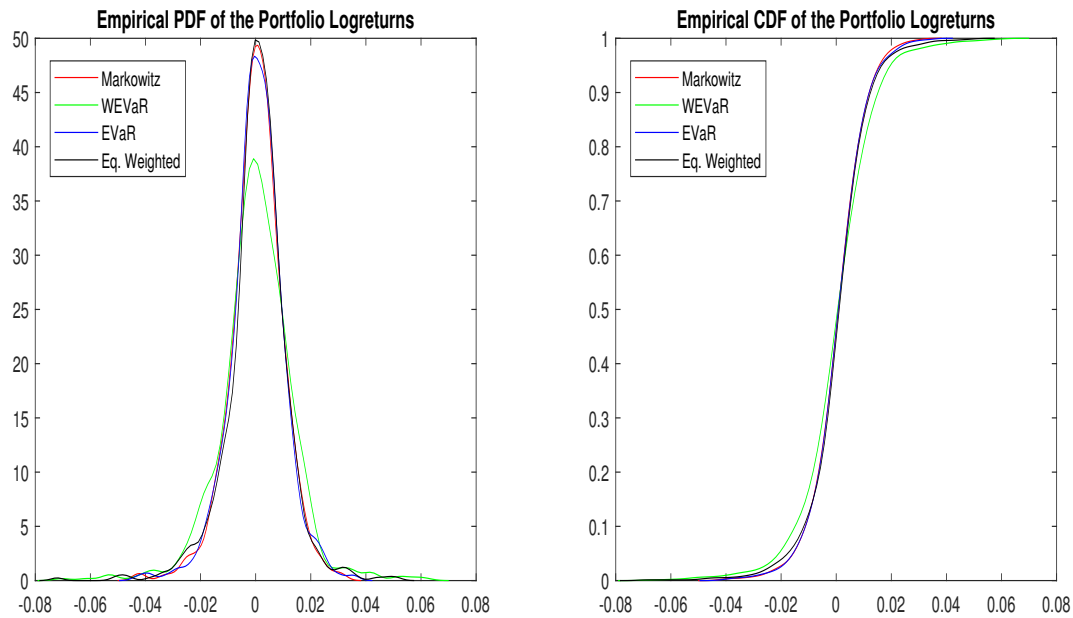 Empirical PDF of the Portfolio Logreturns
50
45
40
35
30
25
20
15
10
5
0
Markowitz
WEVaR
EVaR
Eq. Weighted
-0.08 -0.06 -0.04 -0.02 0 0.02 0.04 0.06 0.08
Empirical CDF of the Portfolio Logreturns
1
0.9
0.8
0.7
0.6
0.5
0.4
0.3
0.2
0.1
0
Markowitz
WEVaR
EVaR
Eq. Weighted
-0.08 -0.06 -0.04 -0.02 0 0.02 0.04 0.06 0.08